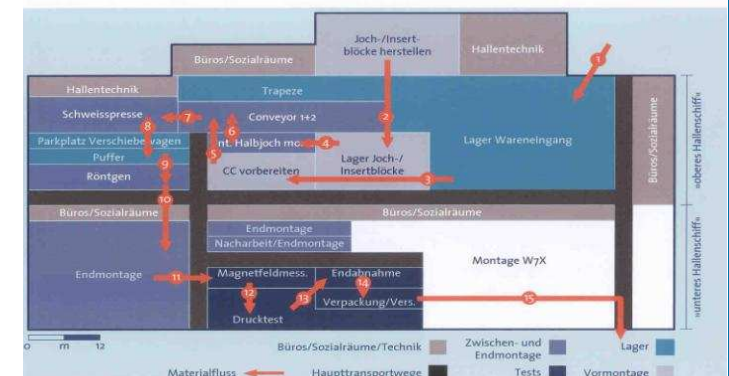 Joch-/Insert-
blöcke herstellen
Hallentechnik
Büros/Sozialräume
1
Hallentechnik
Trapeze
Schweisspresse
Conveyor 1+2
2
7
8
6
Parkplatz Verschiebewagen
nt. Halbjoch mo
4
Lager Wareneingang
Büros/Sozialräume
»oberes Hallenschiff«
Puffer
9
5
Lager Joch-/
Insertblöcke
Röntgen
CC vorbereiten
3
10
Büros/Sozialräume
Büros/Sozialräume
Endmontage
Nacharbeit/Endmontage
Montage W7X
»unteres Hallenschiff«
Endmontage
11
Magnetfeldmess.
Endabnahme
12
13
14
Verpackung/Vers.
15
Drucktest
0 m 12
Büros/Sozialräume/Technik
Zwischen- und
Endmontage
Lager
Materialfluss
Haupttransportwege
Tests
Vormontage